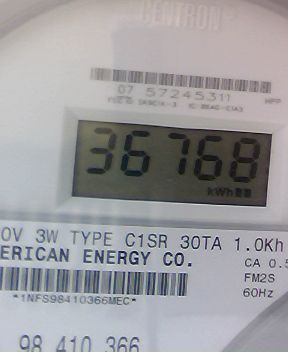 CENTRON
07 57245311
36768
kWh
0V 3W TYPE C1SR 30TA 1.0Kh
ERICAN ENERGY CO.
CA 0.5
FM2S
60Hz
*1NFS98410366MEC*
98 410 366